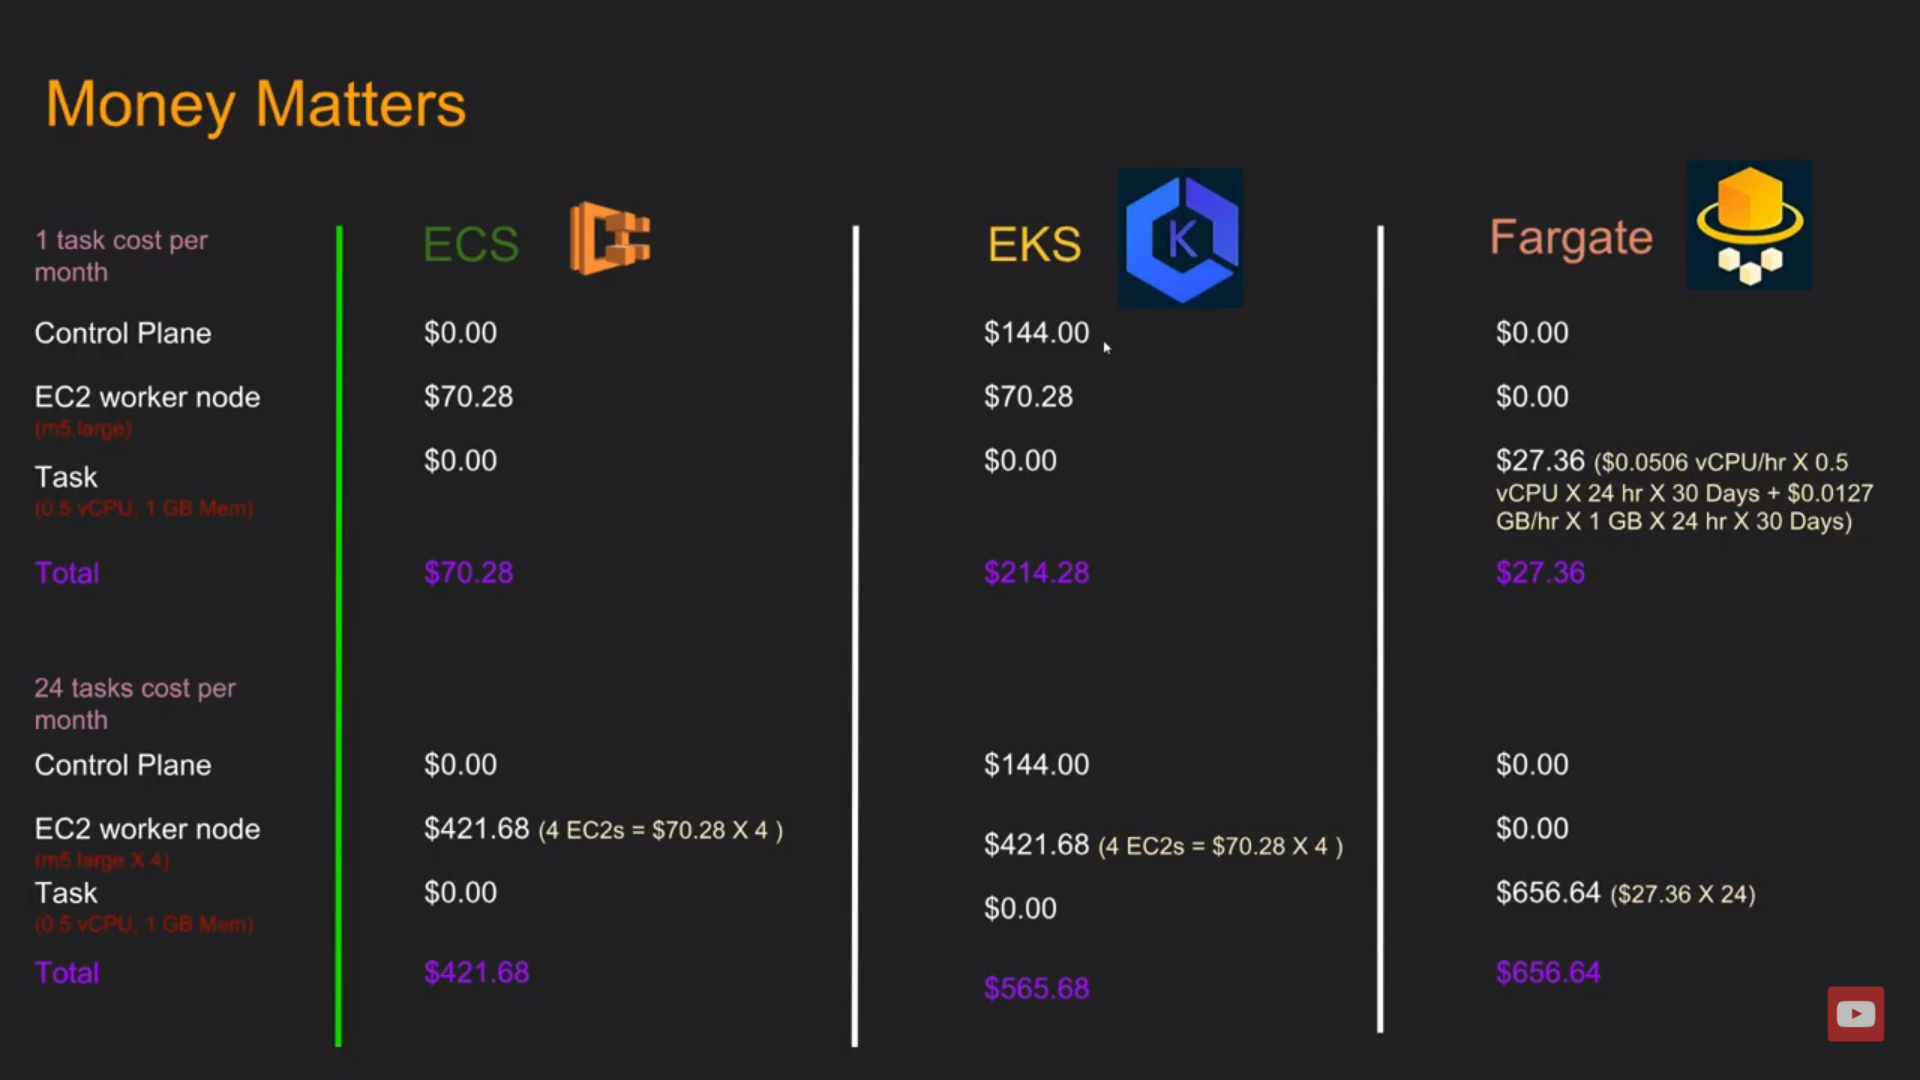 Money Matters
1 task cost per
month
ECS
EKS
K
Fargate
Control Plane
$0.00
$144.00
$0.00
EC2 worker node
(m5.large)
$70.28
$70.28
$0.00
Task
(0.5 vCPU, 1 GB Mem)
$0.00
$0.00
$27.36 ($0.0506 vCPU/hr X 0.5
vCPU X 24 hr X 30 Days + $0.0127
GB/hr X 1 GB X 24 hr X 30 Days)
Total
$70.28
$214.28
$27.36
24 tasks cost per
month
Control Plane
$0.00
$144.00
$0.00
EC2 worker node
(m5.large X 4)
$421.68 (4 EC2s = $70.28 X 4 )
$421.68 (4 EC2s = $70.28 X 4 )
$0.00
Task
(0.5 vCPU, 1 GB Mem)
$0.00
$0.00
$656.64 ($27.36 X 24)
Total
$421.68
$565.68
$656.64